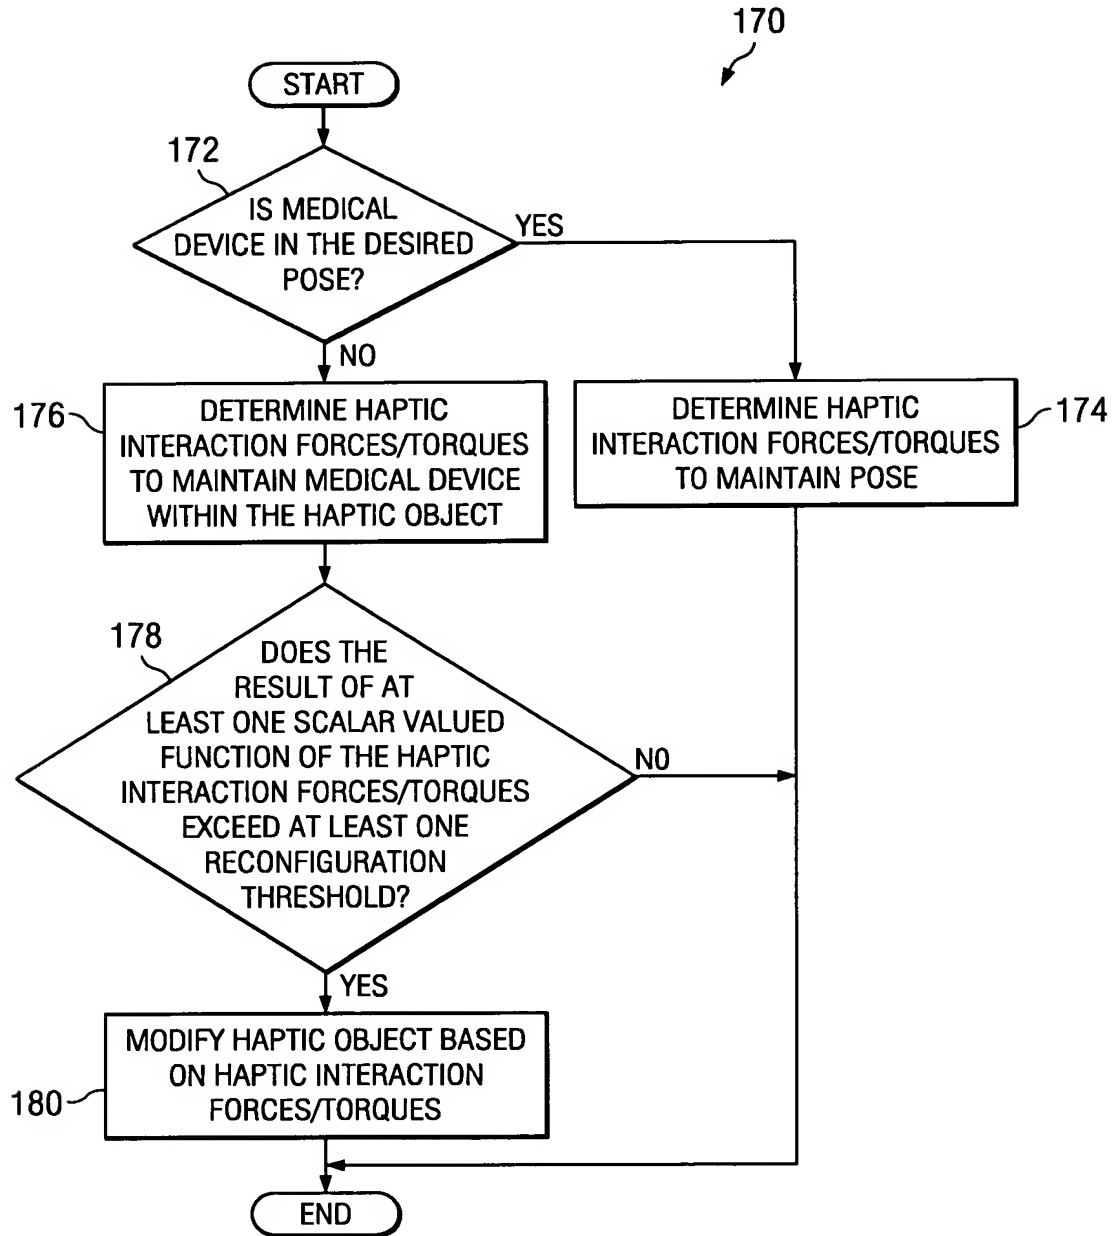 170
START
172
IS MEDICAL
DEVICE IN THE DESIRED
POSE?
YES
NO
176
DETERMINE HAPTIC
INTERACTION FORCES/TORQUES
TO MAINTAIN MEDICAL DEVICE
WITHIN THE HAPTIC OBJECT
DETERMINE HAPTIC
INTERACTION FORCES/TORQUES
TO MAINTAIN POSE
174
178
DOES THE
RESULT OF AT
LEAST ONE SCALAR VALUED
FUNCTION OF THE HAPTIC
INTERACTION FORCES/TORQUES
EXCEED AT LEAST ONE
RECONFIGURATION
THRESHOLD?
NO
YES
MODIFY HAPTIC OBJECT BASED
ON HAPTIC INTERACTION
FORCES/TORQUES
180
END